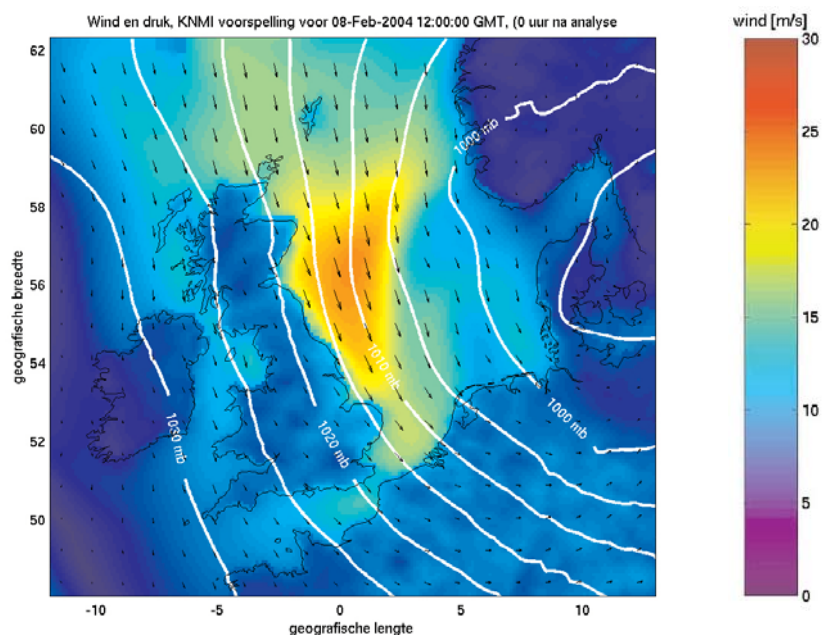 Wind en druk, KNMI voorspelling voor 08-Feb-2004 12:00:00 GMT, (0 uur na analyse
wind [m/s]
62
60
58
56
54
52
50
geografische breedte
-10
-5
0
5
10
geografische lengte
1000 mb
1010 mb
1000 mb
1020 mb
1030 mb
30
25
20
15
10
5
0